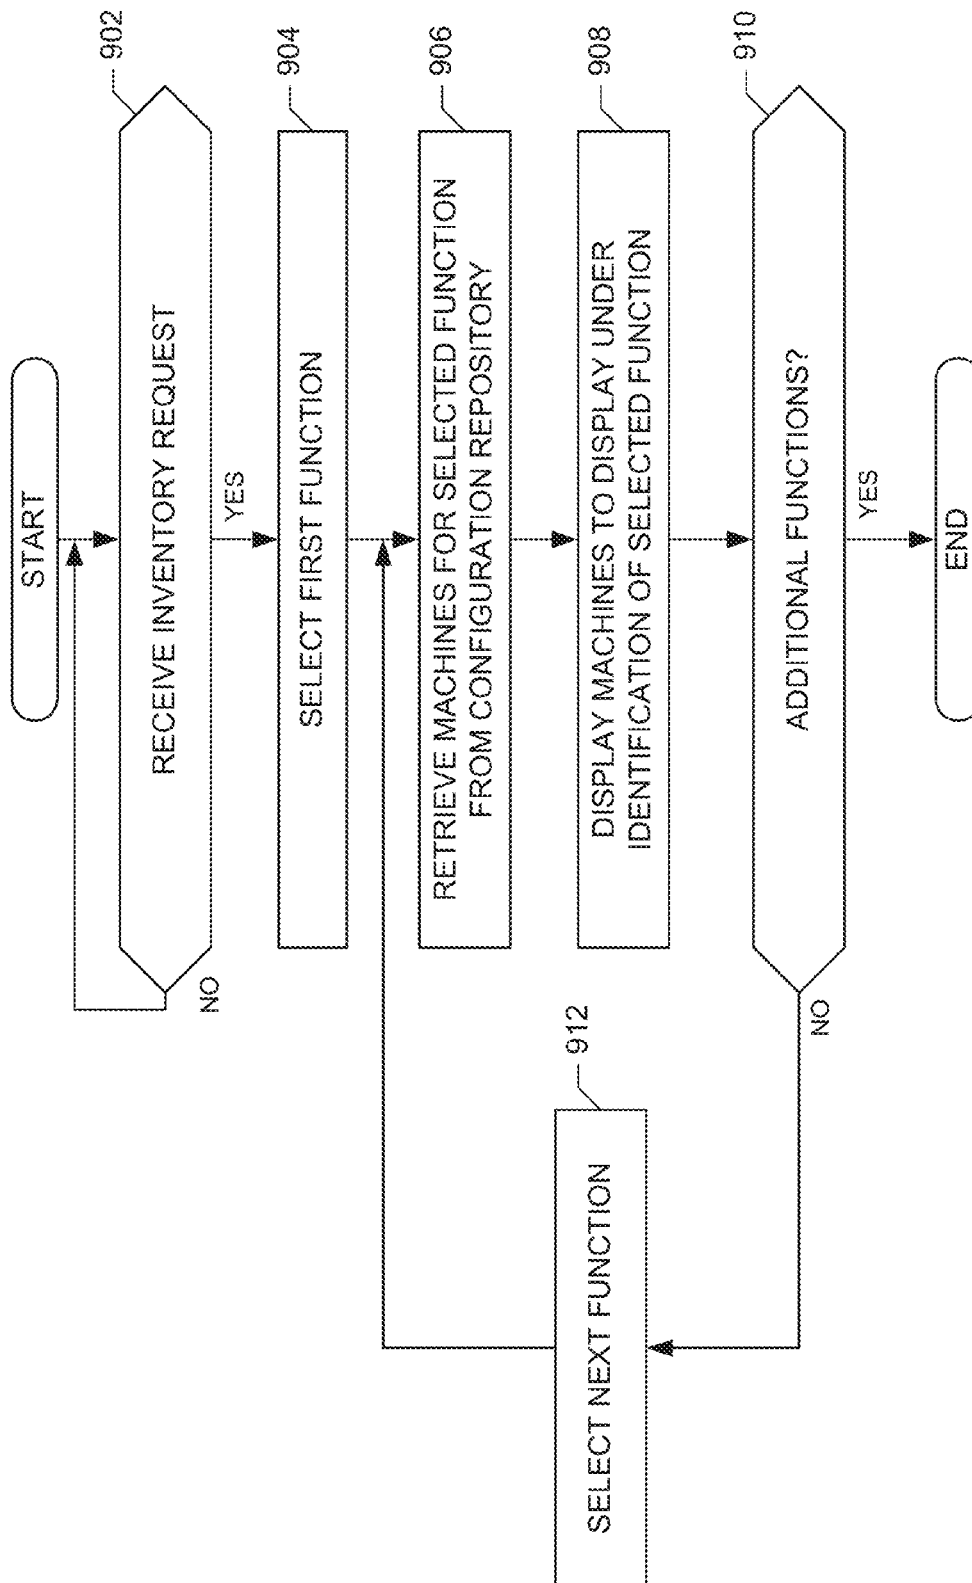 START
902
RECEIVE INVENTORY REQUEST
NO
YES
904
SELECT FIRST FUNCTION
906
RETRIEVE MACHINES FOR SELECTED FUNCTION
FROM CONFIGURATION REPOSITORY
908
DISPLAY MACHINES TO DISPLAY UNDER
IDENTIFICATION OF SELECTED FUNCTION
910
ADDITIONAL FUNCTIONS?
NO
YES
912
SELECT NEXT FUNCTION
END